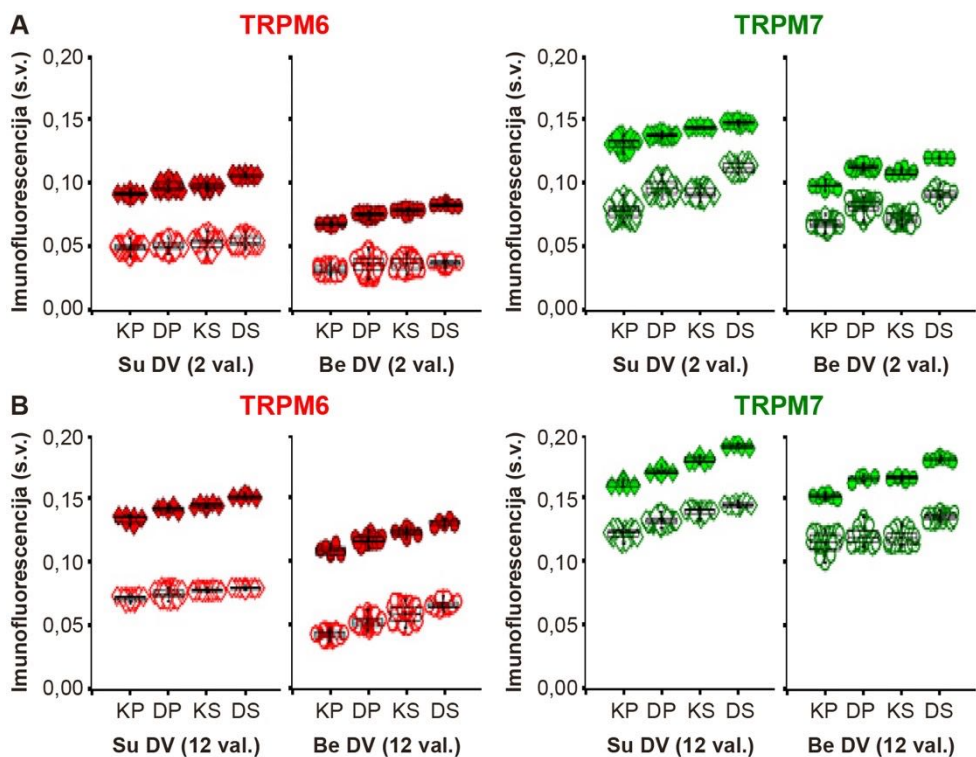 A
TRPM6
TRPM7
Imunofluorescencija (s.v.)
0,20
0,15
0,10
0,05
0,00
KP DP KS DS
KP DP KS DS
Su DV (2 val.)
Be DV (2 val.)
Imunofluorescencija (s.v.)
0,20
0,15
0,10
0,05
0,00
KP DP KS DS
KP DP KS DS
Su DV (2 val.)
Be DV (2 val.)
B
TRPM6
TRPM7
Imunofluorescencija (s.v.)
0,20
0,15
0,10
0,05
0,00
KP DP KS DS
KP DP KS DS
Su DV (12 val.)
Be DV (12 val.)
Imunofluorescencija (s.v.)
0,20
0,15
0,10
0,05
0,00
KP DP KS DS
KP DP KS DS
Su DV (12 val.)
Be DV (12 val.)